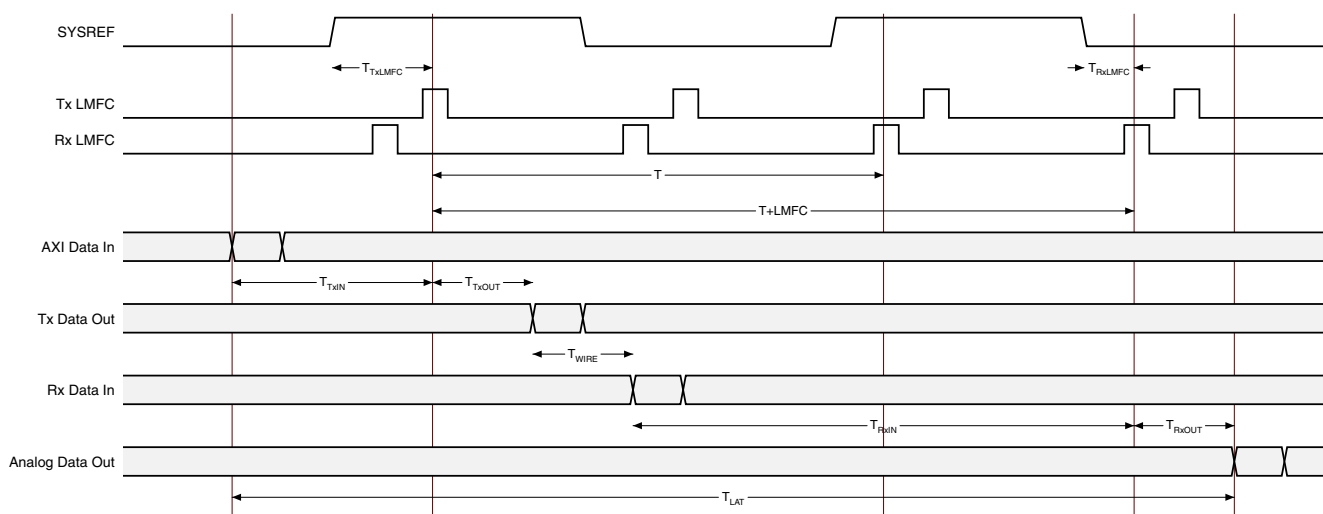 SYSREF
TTxLMFC
TRxLMFC
Tx LMFC
Rx LMFC
T
T+LMFC
AXI Data In
TTxIN
TTxOUT
Tx Data Out
TWIRE
Rx Data In
TRxIN
TRxOUT
Analog Data Out
TLAT